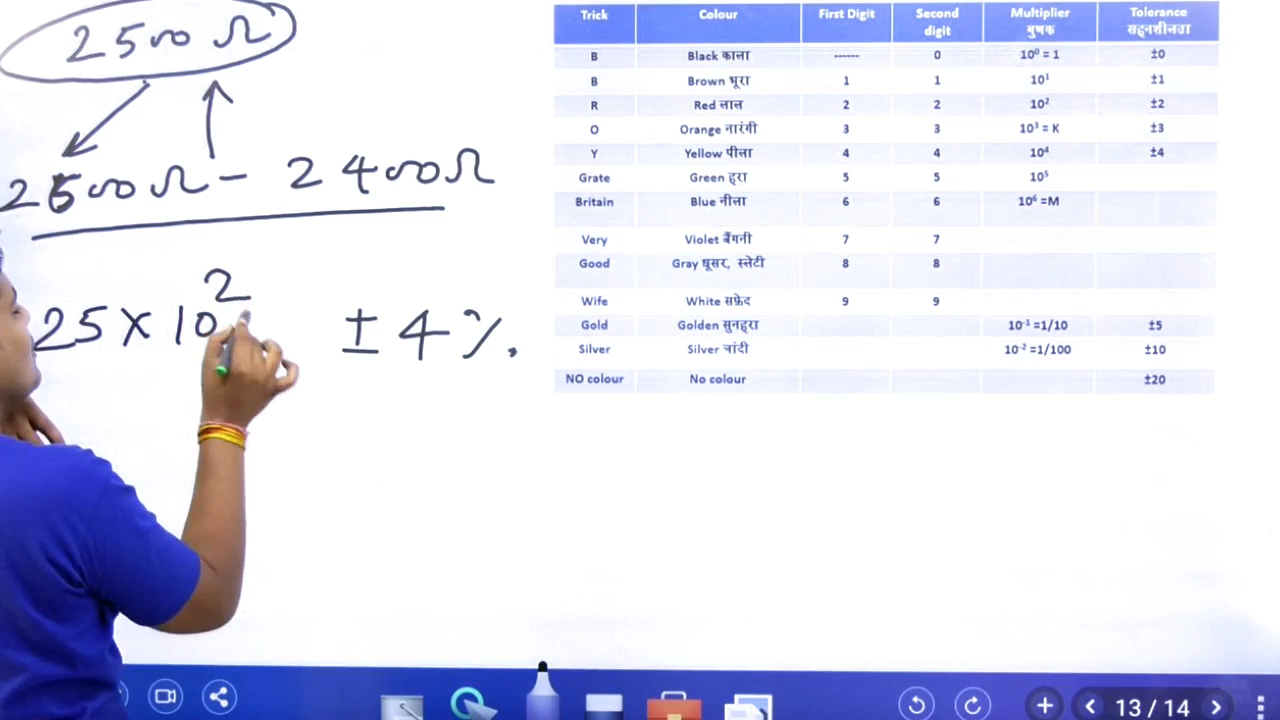 2500 Ω
2500 Ω - 2400 Ω
25 X 10 2 ± 4 %.
Trick Colour First Digit Second digit Multiplier गुणक Tolerance सहनशीलता
B Black काला ------ 0 10⁰ = 1 ±0
B Brown भूरा 1 1 10¹ ±1
R Red लाल 2 2 10² ±2
O Orange नारंगी 3 3 10³ = K ±3
Y Yellow पीला 4 4 10⁴ ±4
Grate Green हरा 5 5 10⁵
Britain Blue नीला 6 6 10⁶ =M
Very Violet बैंगनी 7 7
Good Gray धूसर, स्लेटी 8 8
Wife White सफ़ेद 9 9
Gold Golden सुनहरा 10⁻¹ =1/10 ±5
Silver Silver चांदी 10⁻² =1/100 ±10
NO colour No colour ±20
13 / 14